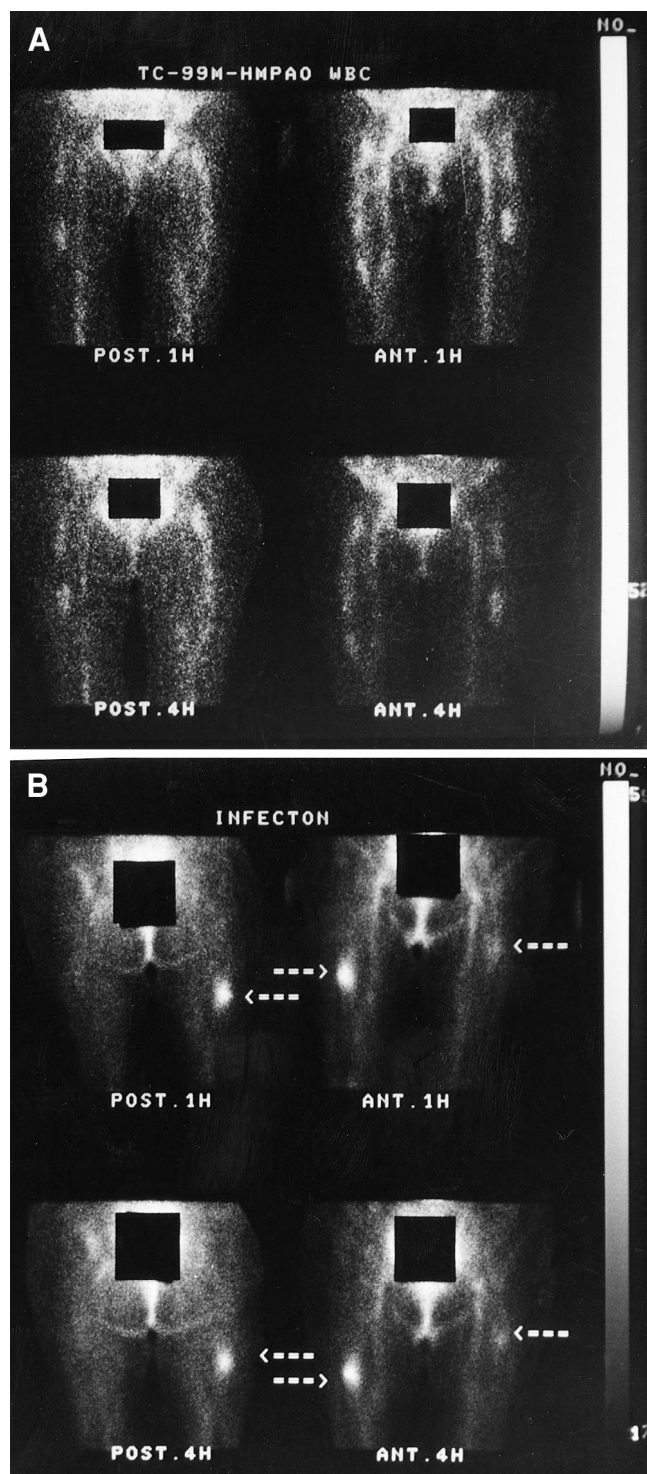 A
NO_
TC-99M-HMPAO WBC
POST.1H
ANT.1H
POST.4H
ANT.4H
B
NO_
INFECTON
<---
--->
<---
POST.1H
ANT.1H
<---
<---
--->
POST.4H
ANT.4H